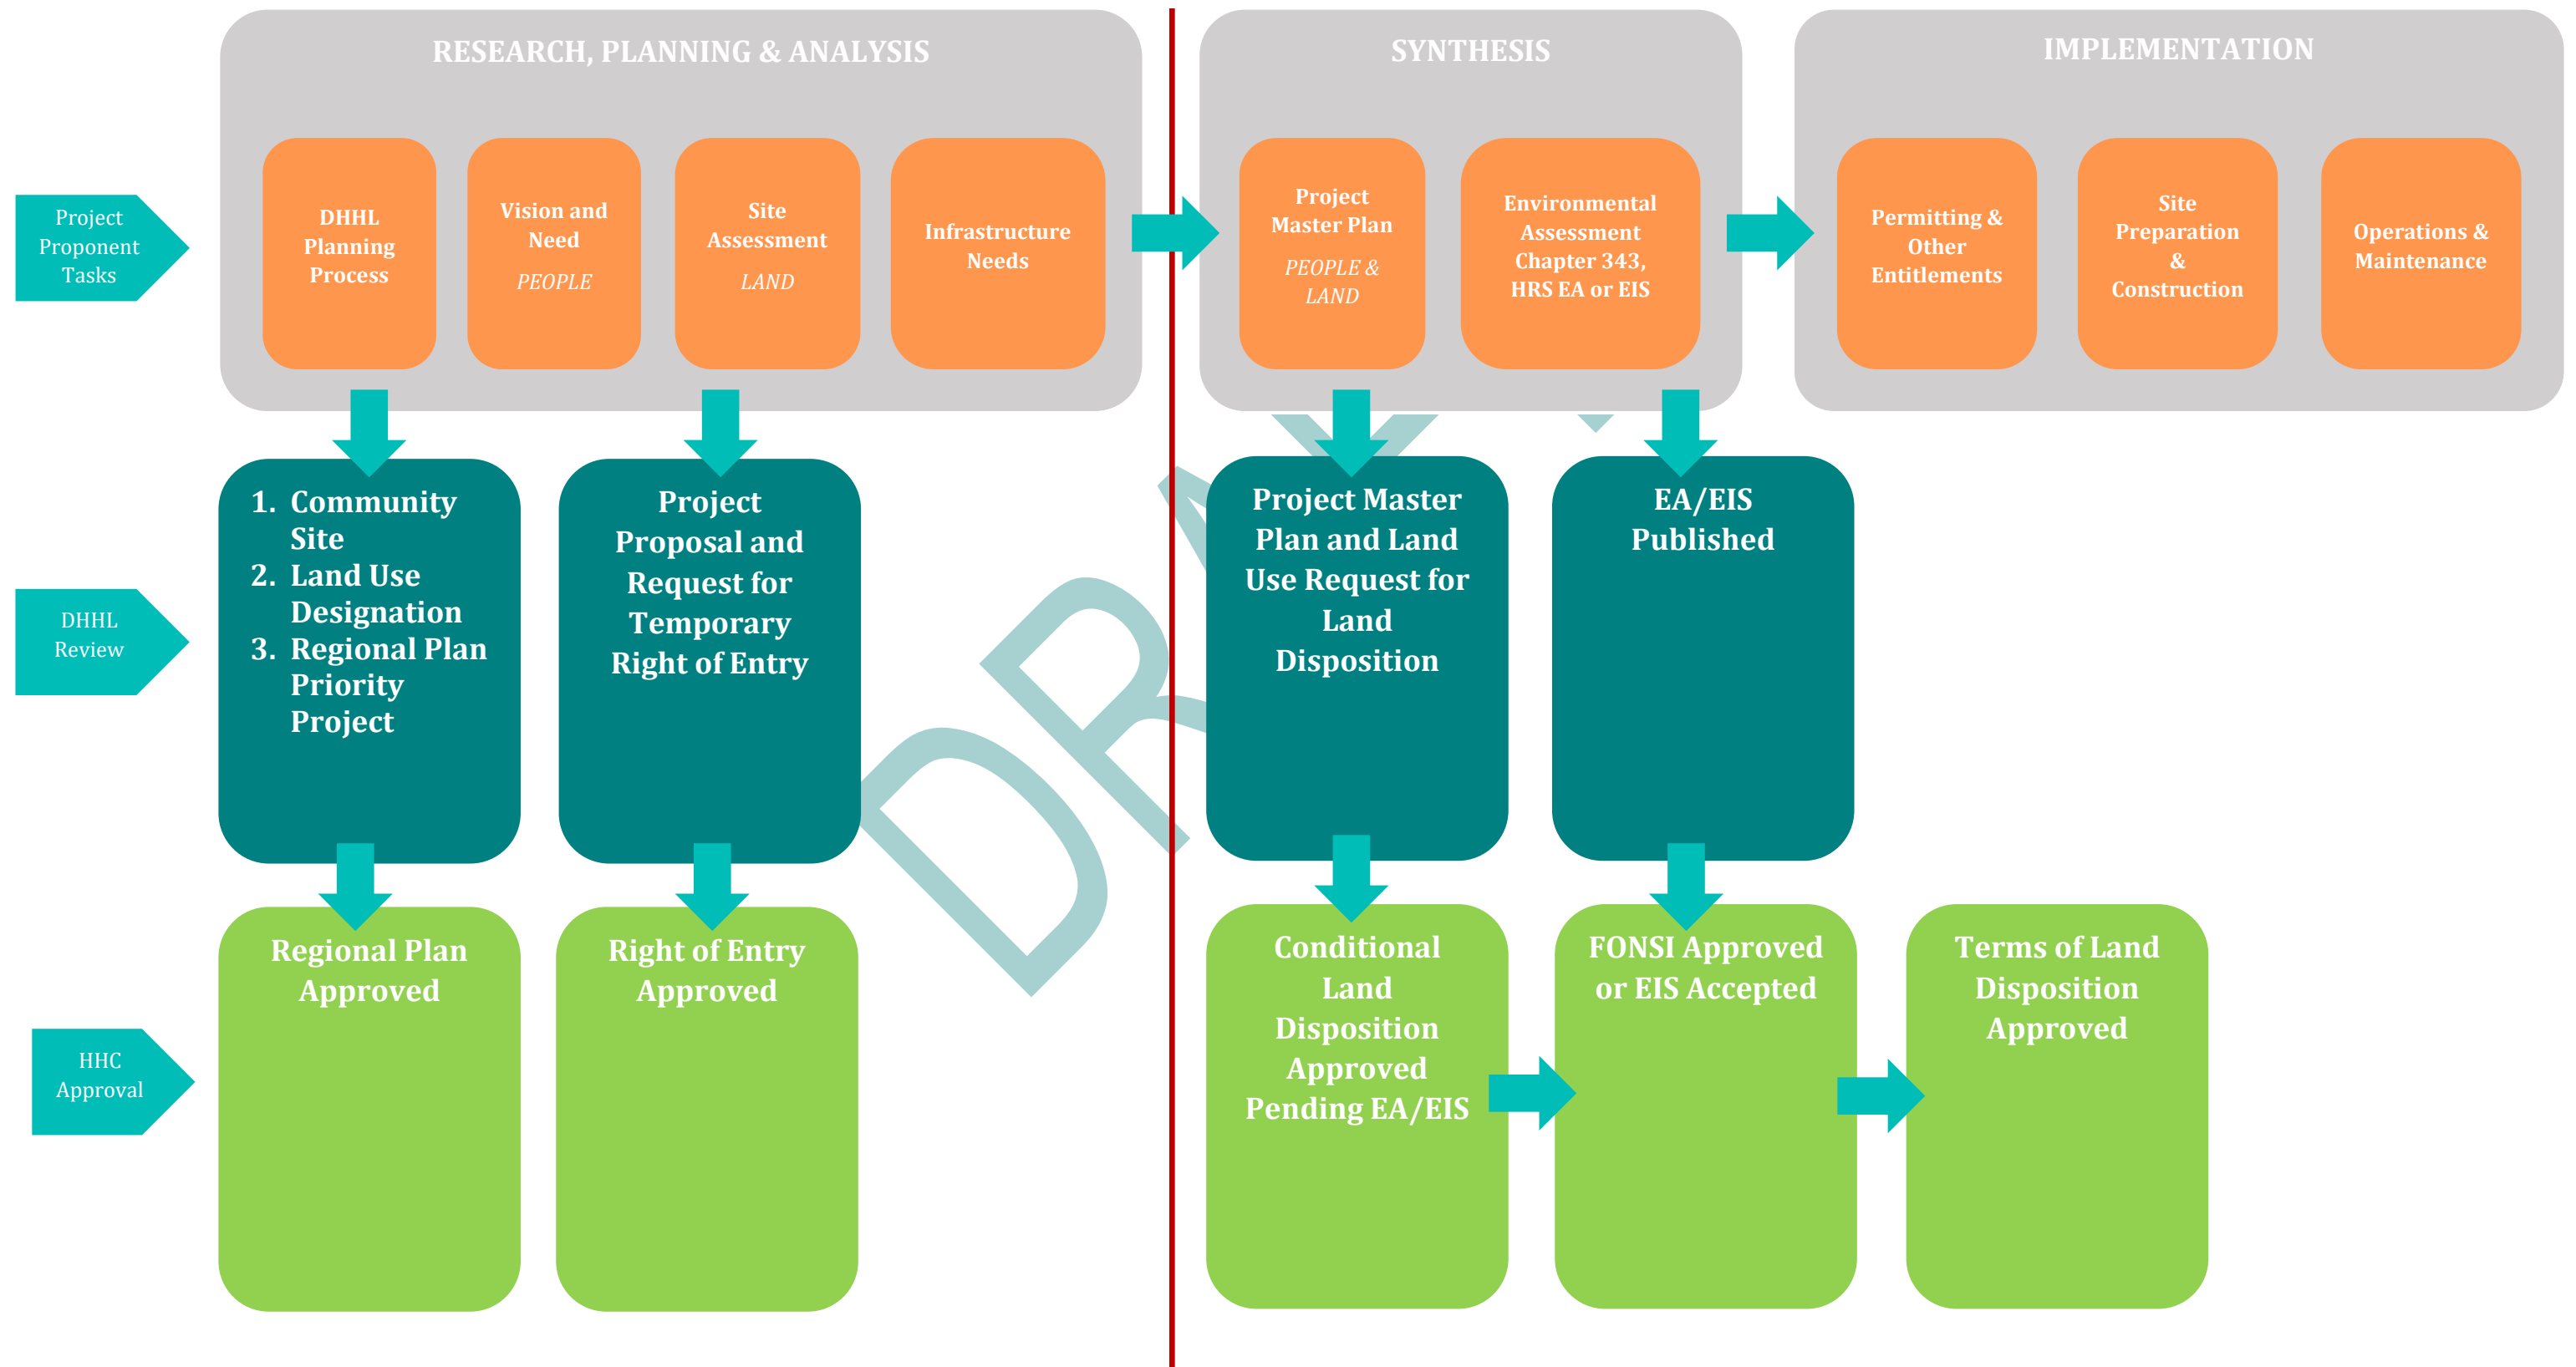 RESEARCH, PLANNING & ANALYSIS
SYNTHESIS
IMPLEMENTATION
Project
Proponent
Tasks
DHHL
Planning
Process
Vision and
Need
PEOPLE
Site
Assessment
LAND
Infrastructure
Needs
Project
Master Plan
PEOPLE &
LAND
Environmental
Assessment
Chapter 343,
HRS EA or EIS
Permitting &
Other
Entitlements
Site
Preparation
&
Construction
Operations &
Maintenance
DHHL
Review
1. Community
Site
2. Land Use
Designation
3. Regional Plan
Priority
Project
Project
Proposal and
Request for
Temporary
Right of Entry
Project Master
Plan and Land
Use Request for
Land
Disposition
EA/EIS
Published
HHC
Approval
Regional Plan
Approved
Right of Entry
Approved
Conditional
Land
Disposition
Approved
Pending EA/EIS
FONSI Approved
or EIS Accepted
Terms of Land
Disposition
Approved